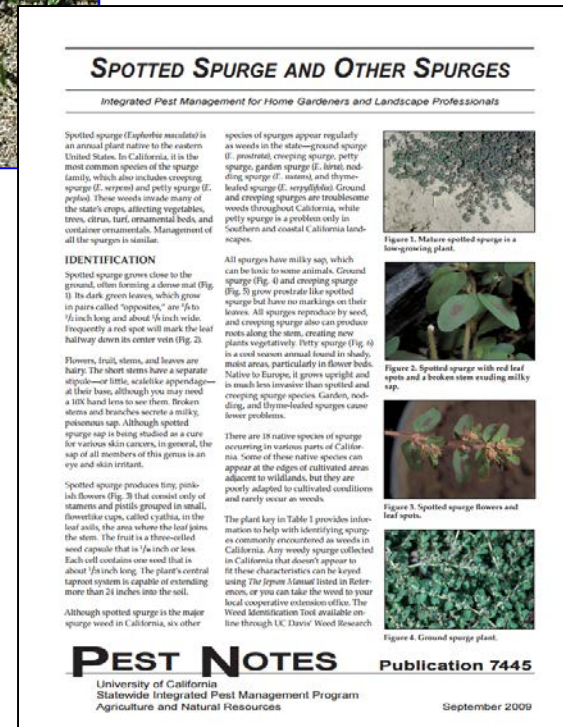 SPOTTED SPURGE AND OTHER SPURGES
Integrated Pest Management for Home Gardeners and Landscape Professionals
Spotted spurge (Euphorbia maculata) is
an annual plant native to the eastern
United States. In California, it is the
most common species of the spurge
family, which also includes creeping
spurge (E. serpens) and petty spurge (E.
peplus). These weeds invade many of
the state's crops, affecting vegetables,
trees, citrus, turf, ornamental beds, and
container ornamentals. Management of
all the spurges is similar.
IDENTIFICATION
Spotted spurge grows close to the
ground, often forming a dense mat (Fig.
1). Its dark green leaves, which grow
in pairs called "opposites," are to
inch long and about inch wide.
Frequently a red spot will mark the leaf
halfway down its center vein (Fig. 2).
Flowers, fruit, stems, and leaves are
hairy. The short stems have a separate
stipule—or little, scalelike appendage—
at their base, although you may need
a 10X hand lens to see them. Broken
stems and branches secrete a milky,
poisonous sap. Although spotted
spurge sap is being studied as a cure
for various skin cancers, in general, the
sap of all members of this genus is an
eye and skin irritant.
Spotted spurge produces tiny, pink-
ish flowers (Fig. 3) that consist only of
stamens and pistils grouped in small,
flowerlike cups, called cyathia, in the
leaf axils, the area where the leaf joins
the stem. The fruit is a three-celled
seed capsule that is inch or less.
Each cell contains one seed that is
about inch long. The plant's central
taproot system is capable of extending
more than 24 inches into the soil.
Although spotted spurge is the major
spurge weed in California, six other
species of spurges appear regularly
as weeds in the state—ground spurge
(E. prostrata), creeping spurge, petty
spurge, garden spurge (E. hirta), nod-
ding spurge (E. nutans), and thyme-
leafed spurge (E. serpyllifolia). Ground
and creeping spurges are troublesome
weeds throughout California, while
petty spurge is a problem only in
Southern and coastal California land-
scapes.
All spurges have milky sap, which
can be toxic to some animals. Ground
spurge (Fig. 4) and creeping spurge
(Fig. 5) grow prostrate like spotted
spurge but have no markings on their
leaves. All spurges reproduce by seed,
and creeping spurge also can produce
roots along the stem, creating new
plants vegetatively. Petty spurge (Fig. 6)
is a cool season annual found in shady,
moist areas, particularly in flower beds.
Native to Europe, it grows upright and
is much less invasive than spotted and
creeping spurge species. Garden, nod-
ding, and thyme-leafed spurges cause
fewer problems.
There are 18 native species of spurge
occurring in various parts of Califor-
nia. Some of these native species can
appear at the edges of cultivated areas
adjacent to wildlands, but they are
poorly adapted to cultivated conditions
and rarely occur as weeds.
The plant key in Table 1 provides infor-
mation to help with identifying spurg-
es commonly encountered as weeds in
California. Any weedy spurge collected
in California that doesn't appear to
fit these characteristics can be keyed
using The Jepson Manual listed in Refer-
ences, or you can take the weed to your
local cooperative extension office. The
Weed Identification Tool available on-
line through UC Davis' Weed Research
Figure 1. Mature spotted spurge is a
low-growing plant.
Figure 2. Spotted spurge with red leaf
spots and a broken stem exuding milky
sap.
Figure 3. Spotted spurge flowers and
leaf spots.
Figure 4. Ground spurge plant.
PEST NOTES
Publication 7445
University of California
Statewide Integrated Pest Management Program
Agriculture and Natural Resources
September 2009